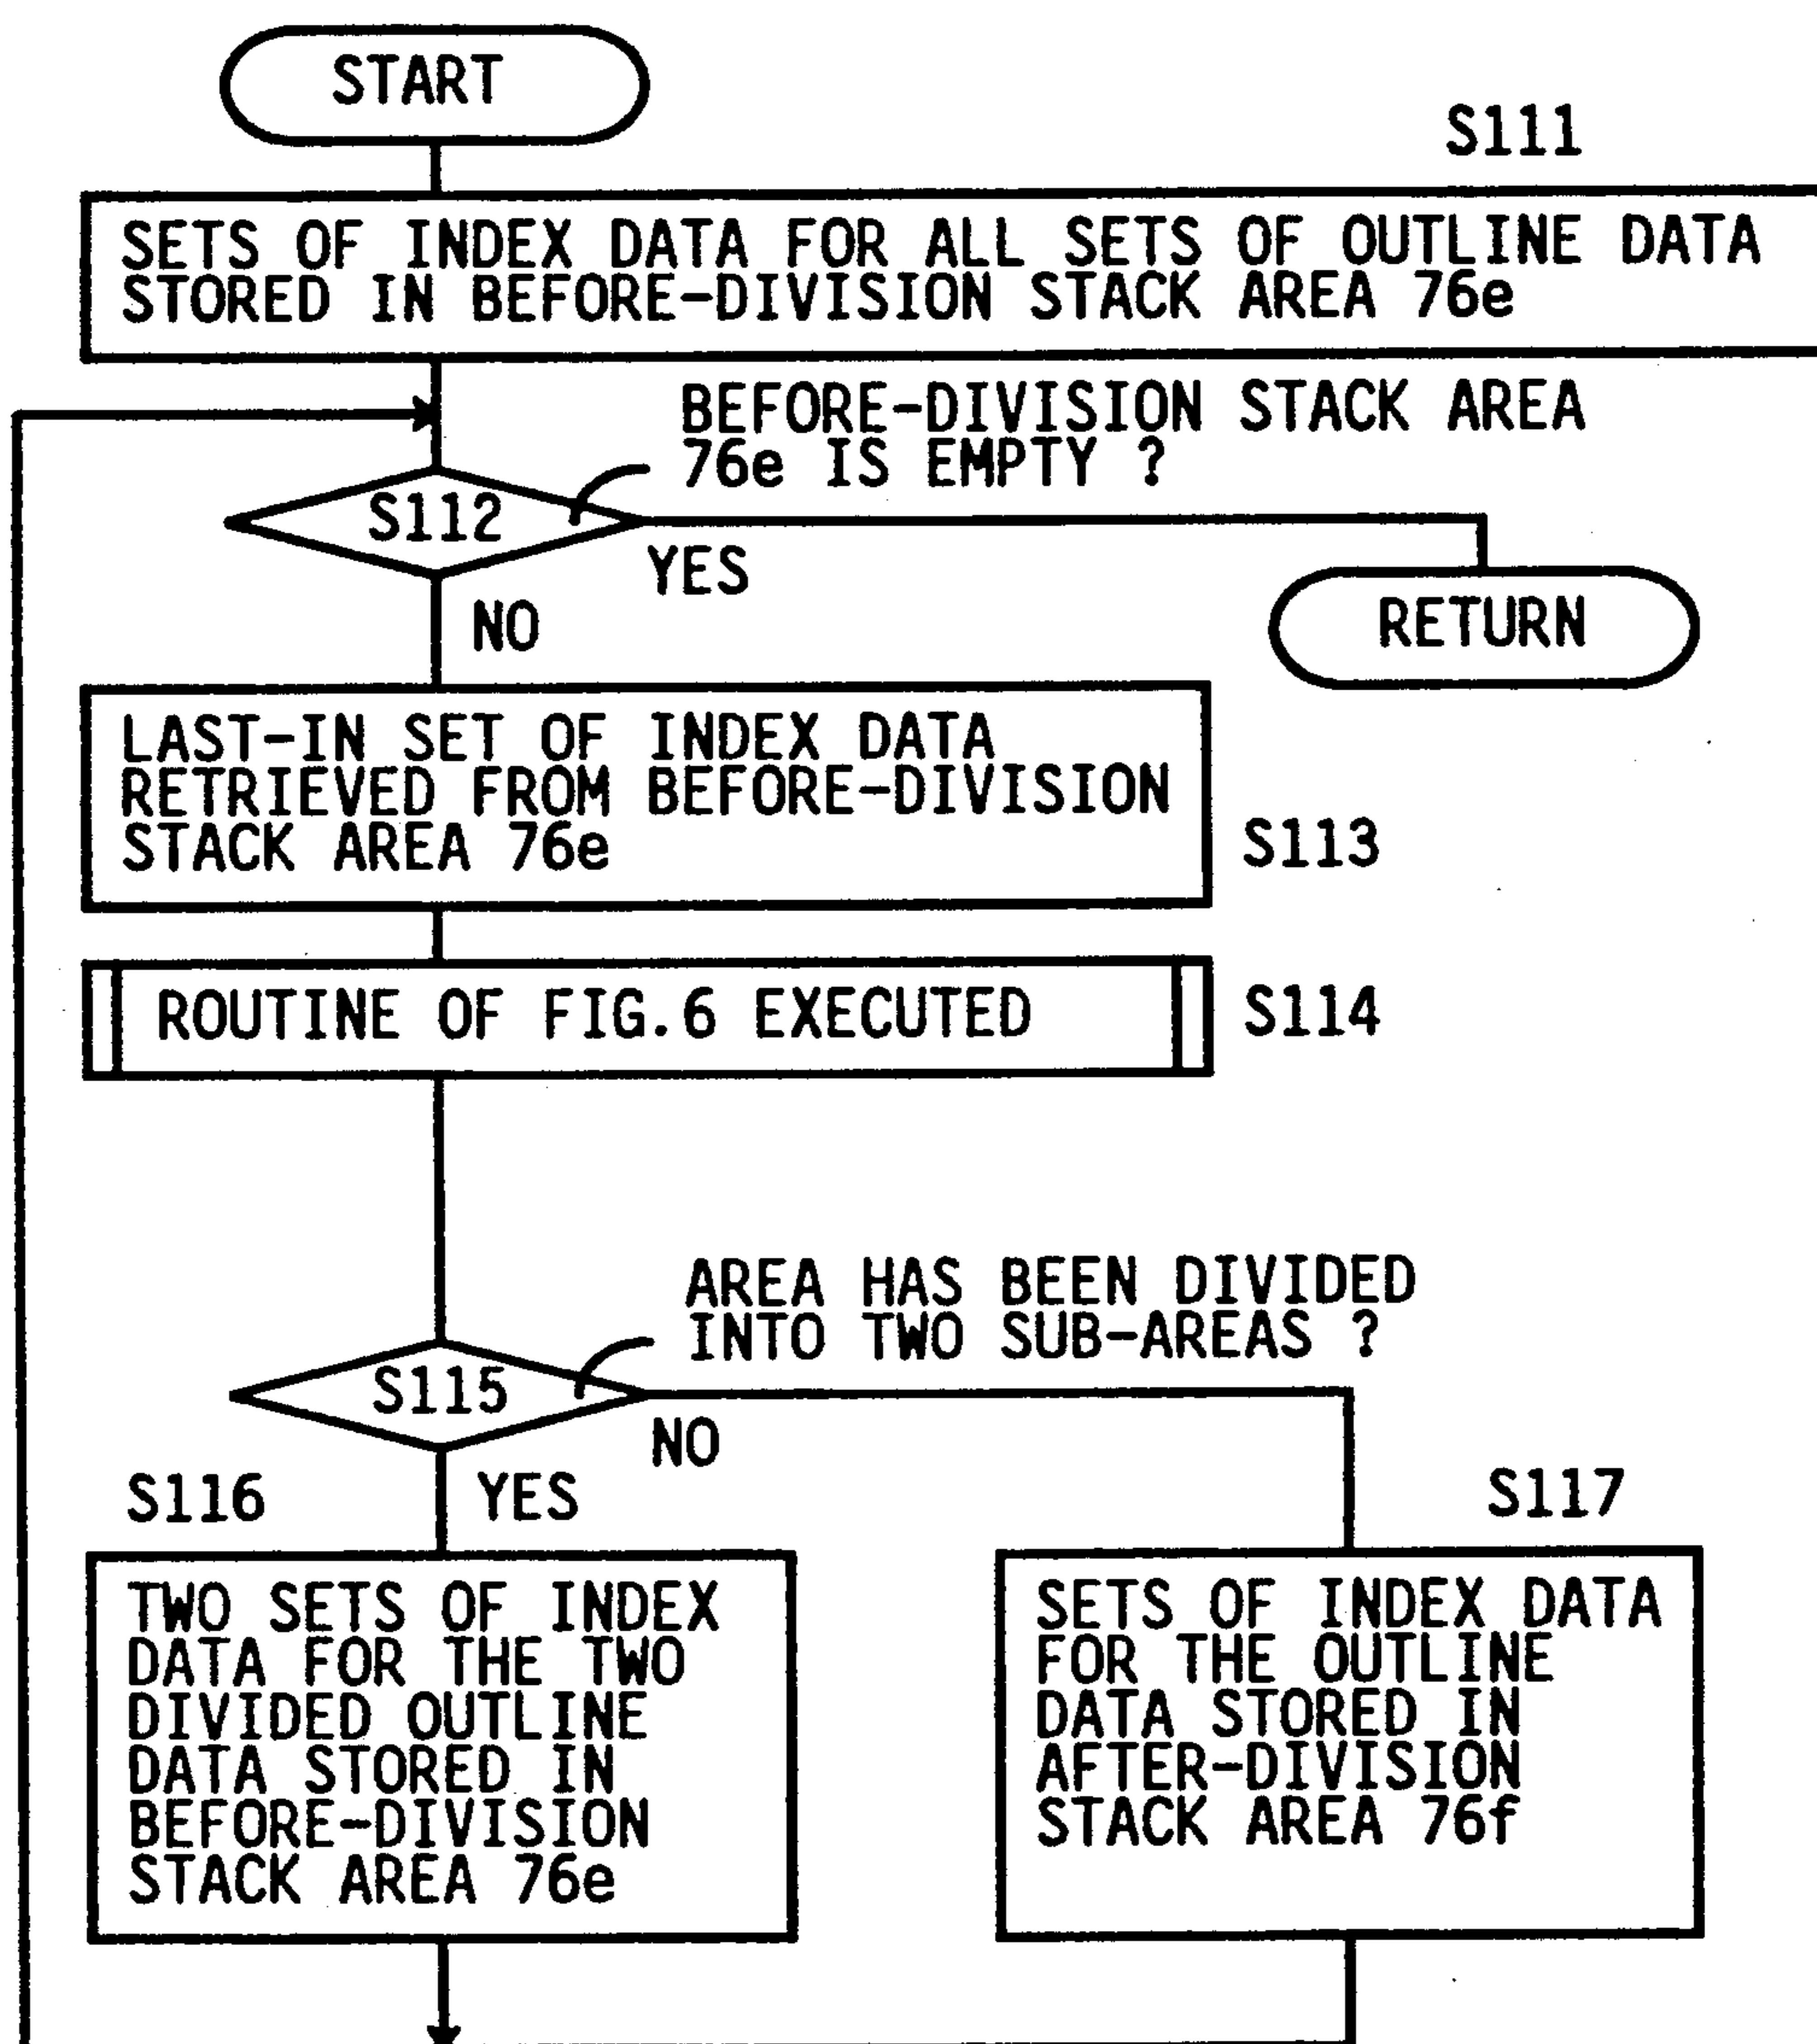 START
S111
SETS OF INDEX DATA FOR ALL SETS OF OUTLINE DATA
STORED IN BEFORE-DIVISION STACK AREA 76e
BEFORE-DIVISION STACK AREA
76e IS EMPTY ?
S112
YES
NO
RETURN
LAST-IN SET OF INDEX DATA
RETRIEVED FROM BEFORE-DIVISION
STACK AREA 76e
S113
ROUTINE OF FIG.6 EXECUTED
S114
AREA HAS BEEN DIVIDED
INTO TWO SUB-AREAS ?
S115
NO
S116
YES
S117
TWO SETS OF INDEX
DATA FOR THE TWO
DIVIDED OUTLINE
DATA STORED IN
BEFORE-DIVISION
STACK AREA 76e
SETS OF INDEX DATA
FOR THE OUTLINE
DATA STORED IN
AFTER-DIVISION
STACK AREA 76f